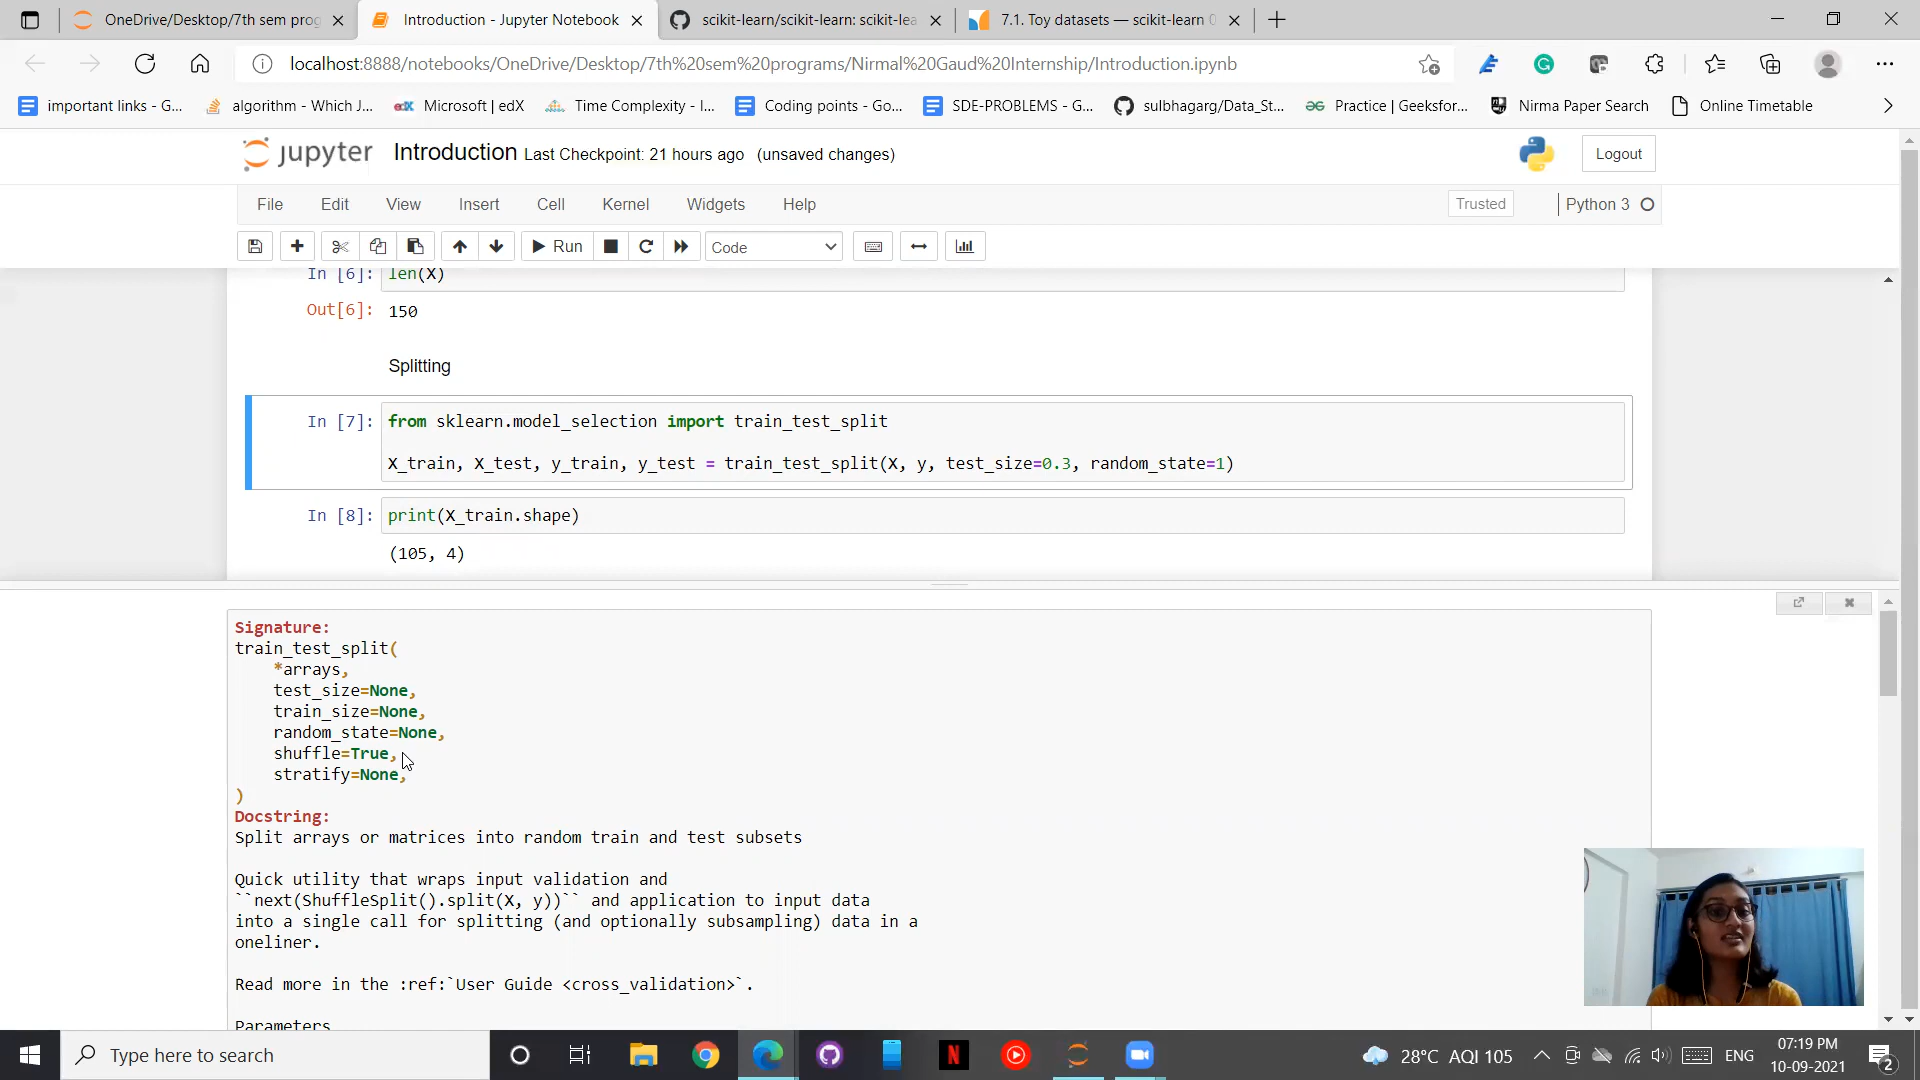 OneDrive/Desktop/7th sem prog
Introduction - Jupyter Notebook
scikit-learn/scikit-learn: scikit-lea
7.1. Toy datasets — scikit-learn 0
localhost:8888/notebooks/OneDrive/Desktop/7th%20sem%20programs/Nirmal%20Gaud%20Internship/Introduction.ipynb
important links - G...
algorithm - Which J...
Microsoft | edX
Time Complexity - I...
Coding points - Go...
SDE-PROBLEMS - G...
sulbhagarg/Data_St...
Practice | Geeksfor...
Nirma Paper Search
Online Timetable
jupyter Introduction Last Checkpoint: 21 hours ago (unsaved changes)
Logout
File Edit View Insert Cell Kernel Widgets Help
Trusted
Python 3
Run
Code
In [6]: len(X)
Out[6]: 150
Splitting
In [7]: from sklearn.model_selection import train_test_split
X_train, X_test, y_train, y_test = train_test_split(X, y, test_size=0.3, random_state=1)
In [8]: print(X_train.shape)
(105, 4)
Signature:
train_test_split(
*arrays,
test_size=None,
train_size=None,
random_state=None,
shuffle=True,
stratify=None,
)
Docstring:
Split arrays or matrices into random train and test subsets
Quick utility that wraps input validation and
``next(ShuffleSplit().split(X, y))`` and application to input data
into a single call for splitting (and optionally subsampling) data in a
oneliner.
Read more in the :ref:`User Guide <cross_validation>`.
Parameters
Type here to search
28°C AQI 105
ENG
07:19 PM
10-09-2021
2